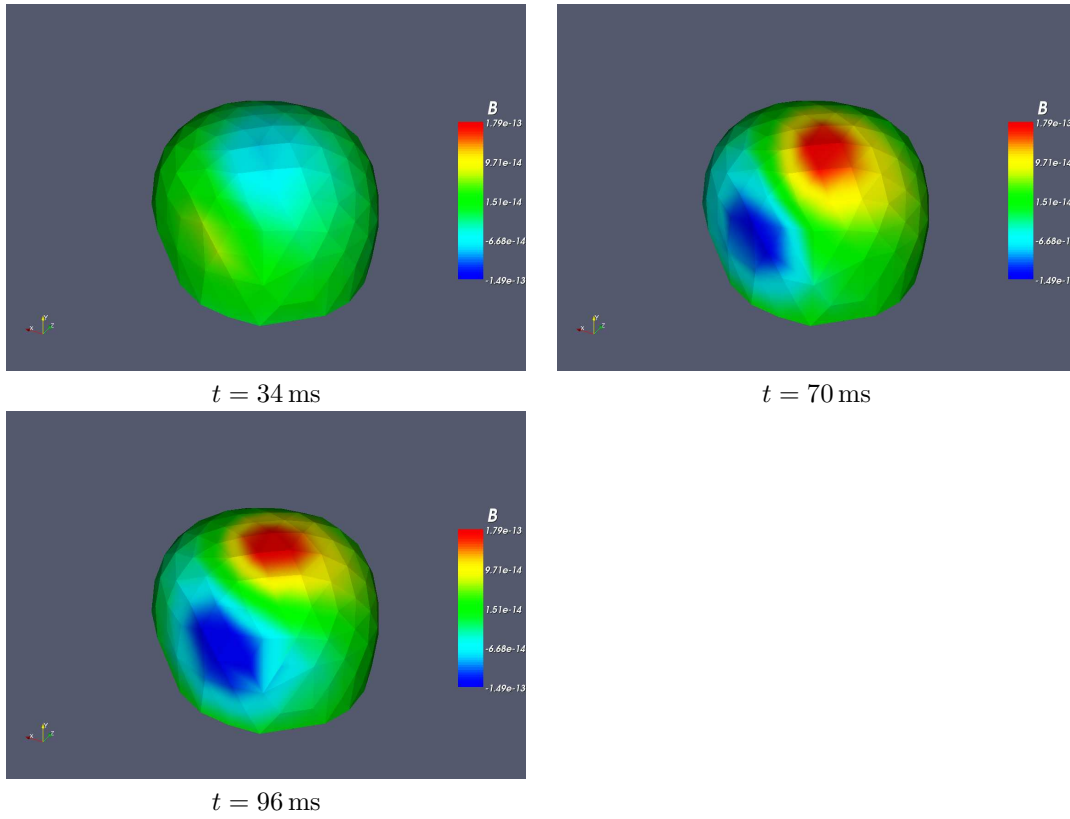 B
1.79e-13
9.71e-14
1.51e-14
-6.68e-14
-1.49e-13
X Y Z
t = 34 ms
B
1.79e-13
9.71e-14
1.51e-14
-6.68e-1
-1.49e-1
X Y Z
t = 70 ms
B
1.79e-13
9.71e-14
1.51e-14
-6.68e-14
-1.49e-13
X Y Z
t = 96 ms